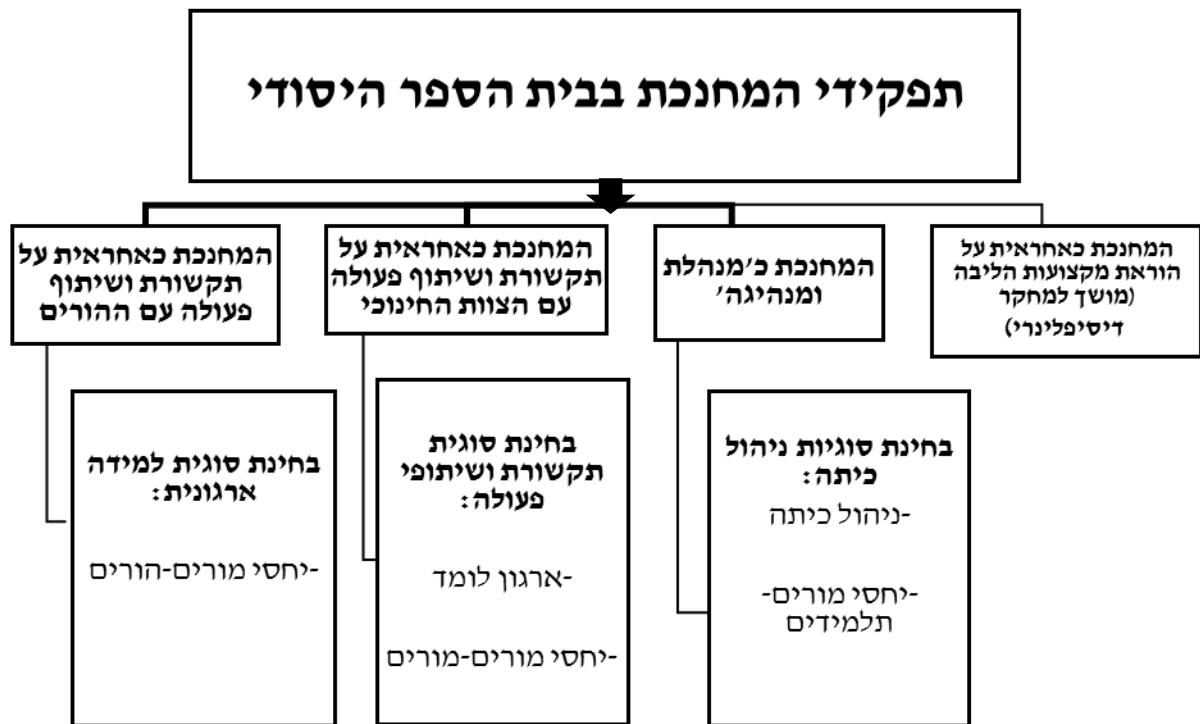 תפקידי המחנכת בבית הספר היסודי
המחנכת כאחראית על
הוראת מקצועות הליבה
(מושך למחקר
דיסיפלינרי)
המחנכת כ'מנהלת
ומנהיגה'
המחנכת כאחראית על
תקשורת ושיתוף פעולה
עם הצוות החינוכי
המחנכת כאחראית על
תקשורת ושיתוף
פעולה עם ההורים
בחינת סוגיות ניהול
כיתה:
-ניהול כיתה
-יחסי מורים-
תלמידים
בחינת סוגית
תקשורת ושיתופי
פעולה:
-ארגון לומד
-יחסי מורים-מורים
בחינת סוגית למידה
ארגונית:
-יחסי מורים-הורים